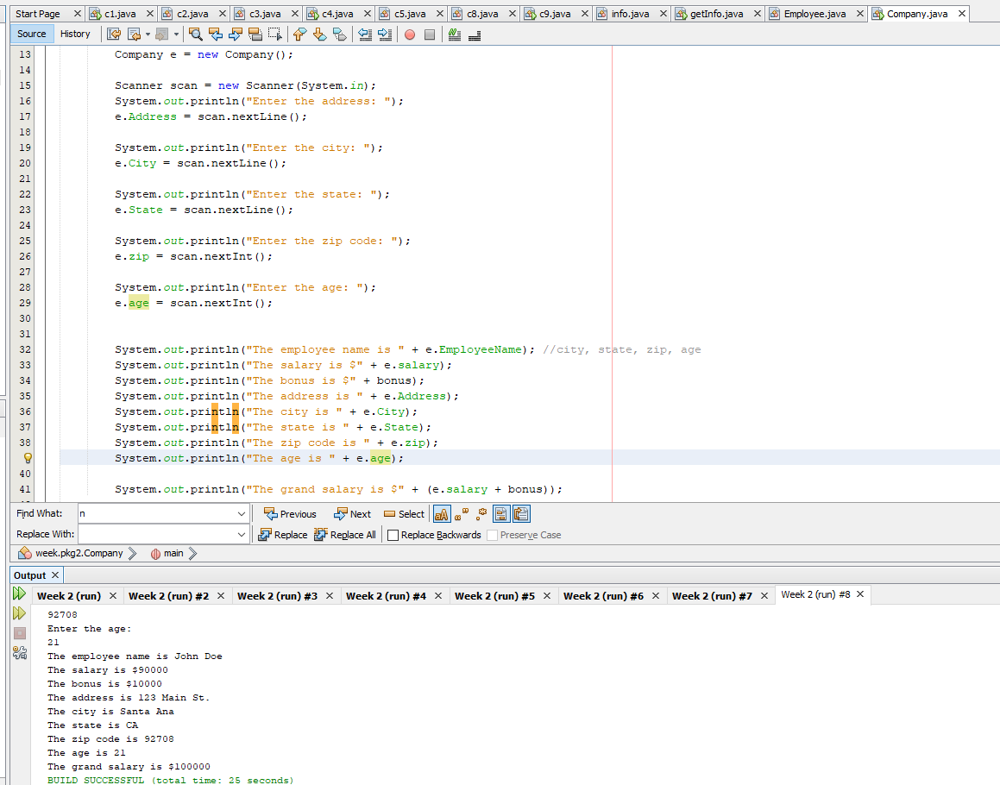 Start Page c1.java c2.java c3.java c4.java c5.java c8.java c9.java info.java getInfo.java Employee.java Company.java
Source History
13 Company e = new Company();
14
15 Scanner scan = new Scanner(System.in);
16 System.out.println("Enter the address: ");
17 e.Address = scan.nextLine();
18
19 System.out.println("Enter the city: ");
20 e.City = scan.nextLine();
21
22 System.out.println("Enter the state: ");
23 e.State = scan.nextLine();
24
25 System.out.println("Enter the zip code: ");
26 e.zip = scan.nextInt();
27
28 System.out.println("Enter the age: ");
29 e.age = scan.nextInt();
30
31
32 System.out.println("The employee name is " + e.EmployeeName); //city, state, zip, age
33 System.out.println("The salary is $" + e.salary);
34 System.out.println("The bonus is $" + bonus);
35 System.out.println("The address is " + e.Address);
36 System.out.println("The city is " + e.City);
37 System.out.println("The state is " + e.State);
38 System.out.println("The zip code is " + e.zip);
System.out.println("The age is " + e.age);
40
41 System.out.println("The grand salary is $" + (e.salary + bonus));
Find What: n Previous Next Select
Replace With: Replace Replace All Replace Backwards Preserve Case
week.pkg2.Company main
Output
Week 2 (run) Week 2 (run) #2 Week 2 (run) #3 Week 2 (run) #4 Week 2 (run) #5 Week 2 (run) #6 Week 2 (run) #7 Week 2 (run) #8
92708
Enter the age:
21
The employee name is John Doe
The salary is $90000
The bonus is $10000
The address is 123 Main St.
The city is Santa Ana
The state is CA
The zip code is 92708
The age is 21
The grand salary is $100000
BUILD SUCCESSFUL (total time: 25 seconds)